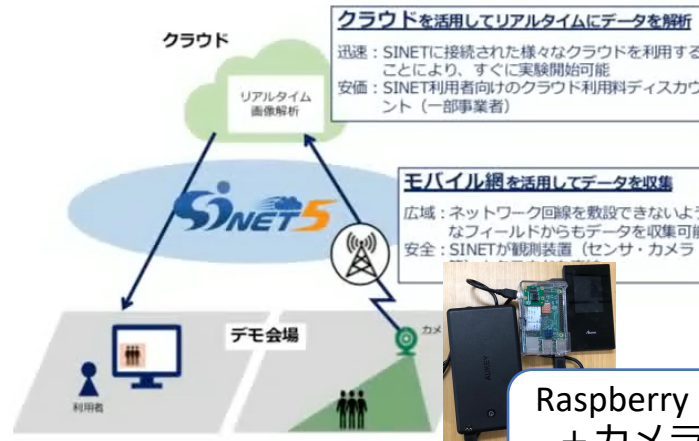 クラウドを活用してリアルタイムにデータを解析
迅速：SINETに接続された様々なクラウドを利用する
ことにより、すぐに実験開始可能
安価：SINET利用者向けのクラウド利用料ディスカウ
ント（一部事業者）
クラウド
リアルタイム
画像解析
モバイル網を活用してデータを収集
広域：ネットワーク回線を敷設できないよう
なフィールドからもデータを収集可能
安全：SINETが観測装置（センサ・カメラ
SINET5
デモ会場
カメ
利用者
AUKEY
Raspberry
＋カメラ